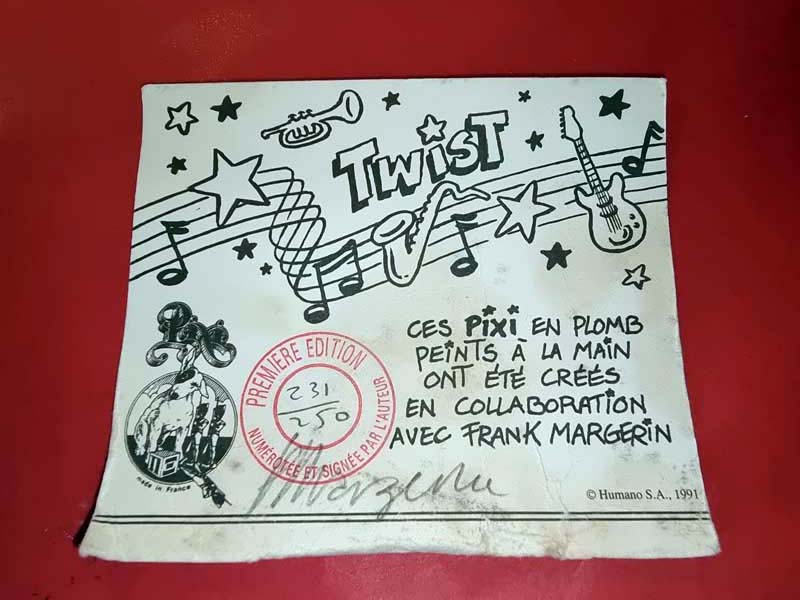 TWiST
CES PiXi EN PLOMB
PEINTS À LA MAIN
ONT ÉTÉ CRÉÉS
EN COLLABORATION
AVEC FRANK MARGERiN
PREMIERE EDITION
231
250
NUMÉROTÉE ET SIGNÉE PAR L'AUTEUR
made in France
Margerin
© Humano S.A., 1991